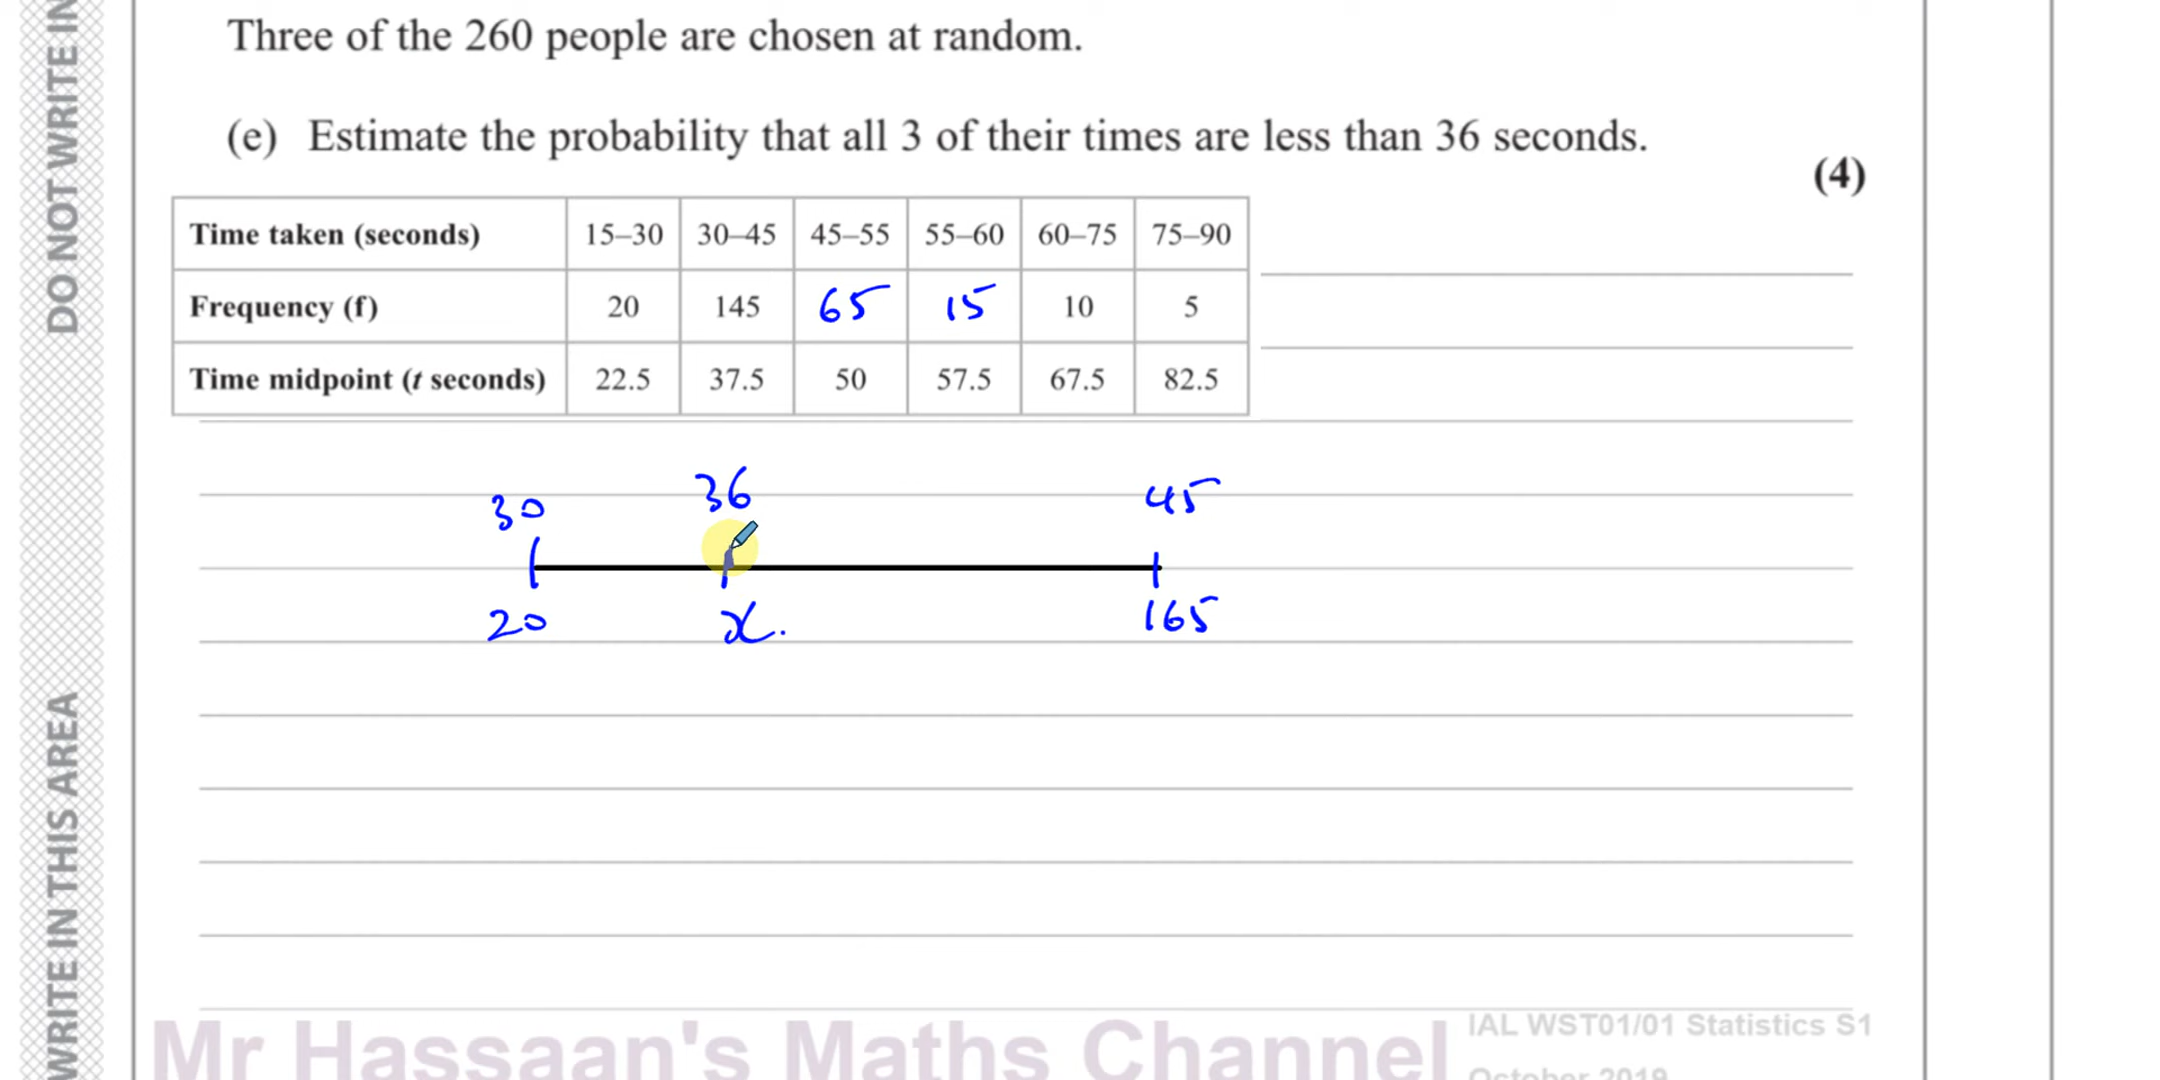 Three of the 260 people are chosen at random.
(e) Estimate the probability that all 3 of their times are less than 36 seconds.
(4)
Time taken (seconds) 15–30 30–45 45–55 55–60 60–75 75–90
Frequency (f) 20 145 65 15 10 5
Time midpoint (t seconds) 22.5 37.5 50 57.5 67.5 82.5
30 36 45
20 x. 165
DO NOT WRITE IN
WRITE IN THIS AREA
Mr Hassaan's Maths Channel
IAL WST01/01 Statistics S1
October 2019